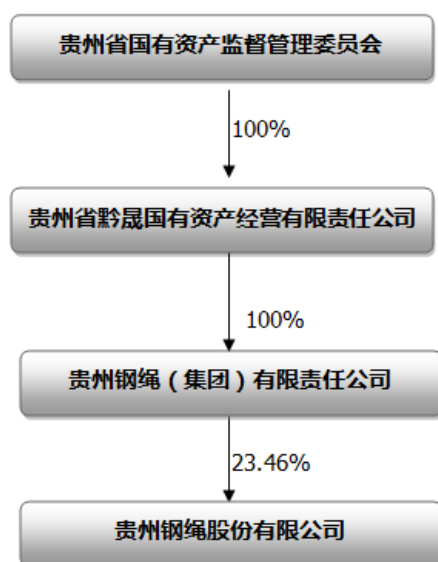 贵州省国有资产监督管理委员会
100%
贵州省黔晟国有资产经营有限责任公司
100%
贵州钢绳（集团）有限责任公司
23.46%
贵州钢绳股份有限公司